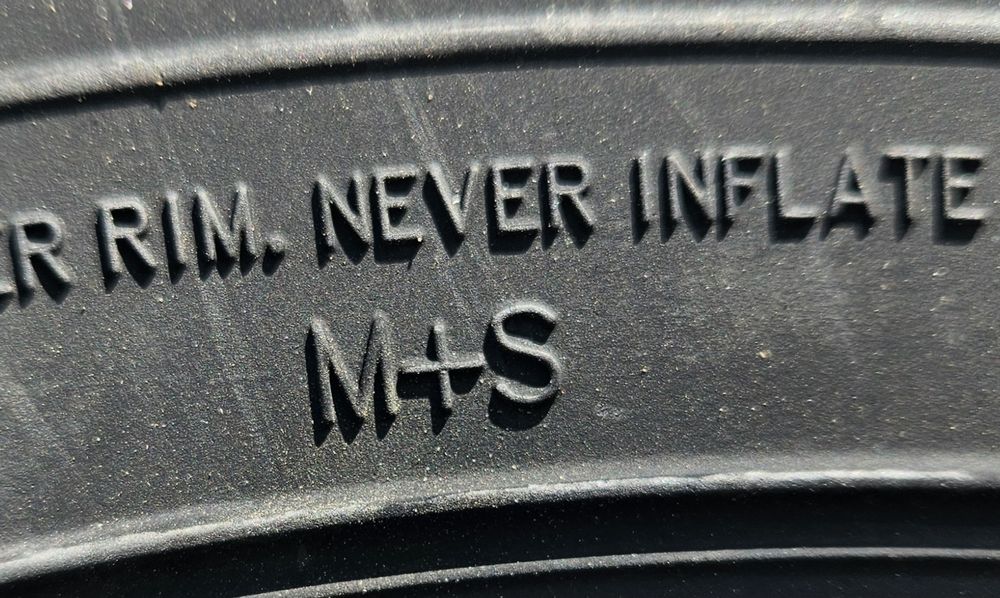 RIM. NEVER INFLATE
M+S